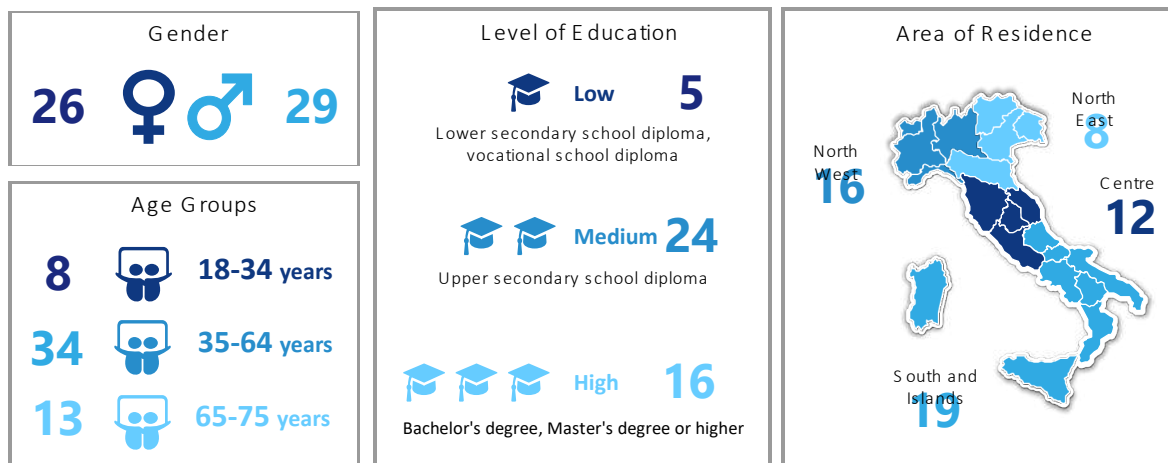 Gender
26
29
Age Groups
8
18-34 years
34
35-64 years
13
65-75 years
Level of Education
Low
5
Lower secondary school diploma,
vocational school diploma
Medium
24
Upper secondary school diploma
High
16
Bachelor's degree, Master's degree or higher
Area of Residence
North
East
8
North
West
16
Centre
12
South and
Islands
19